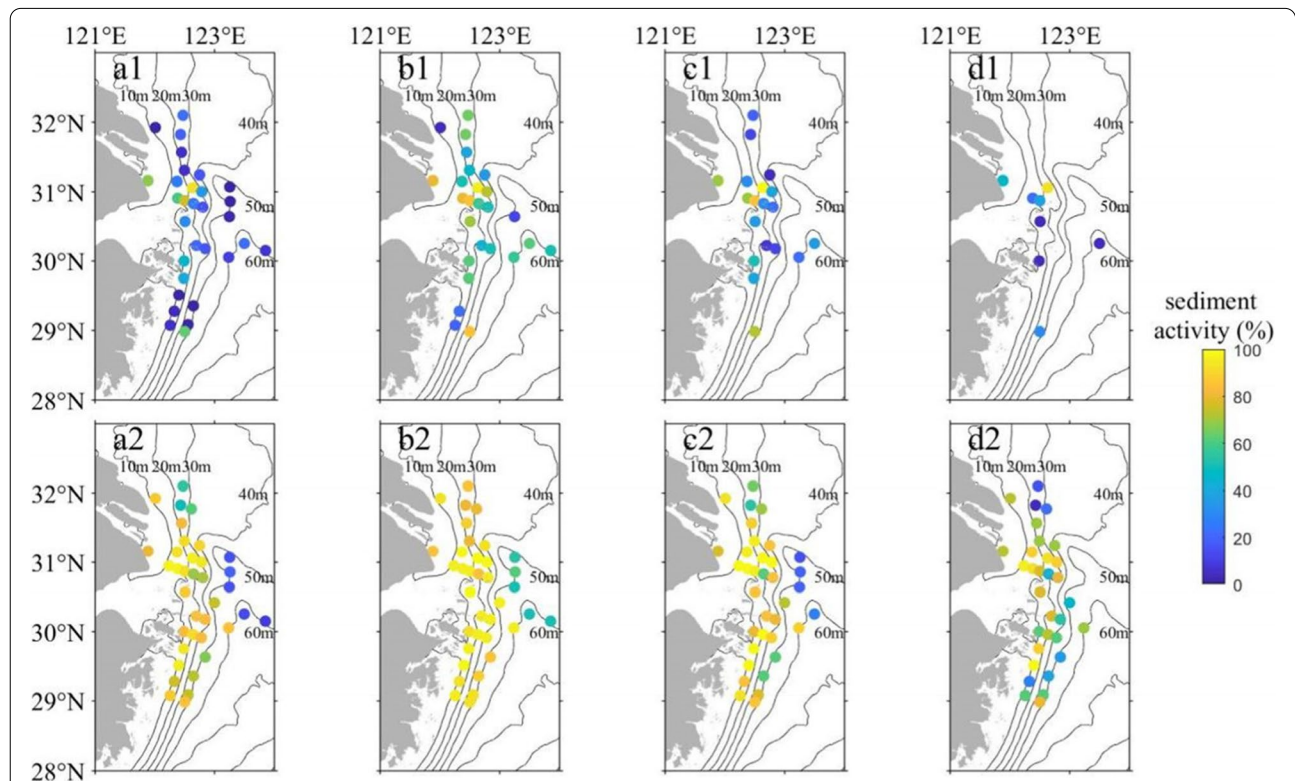 121°E 123°E 121°E 123°E 121°E 123°E 121°E 123°E
a1 b1 c1 d1
10m 20m30m 10m 20m30m 10m 20m30m 10m 20m30m
32°N 40m 40m 40m 40m
31°N 50m 50m 50m 50m
30°N 60m 60m 60m 60m
29°N
28°N
sediment
activity (%)
100
80
60
40
20
0
a2 b2 c2 d2
10m 20m30m 10m 20m30m 10m 20m30m 10m 20m30m
32°N 40m 40m 40m 40m
31°N 50m 50m 50m 50m
30°N 60m 60m 60m 60m
29°N
28°N